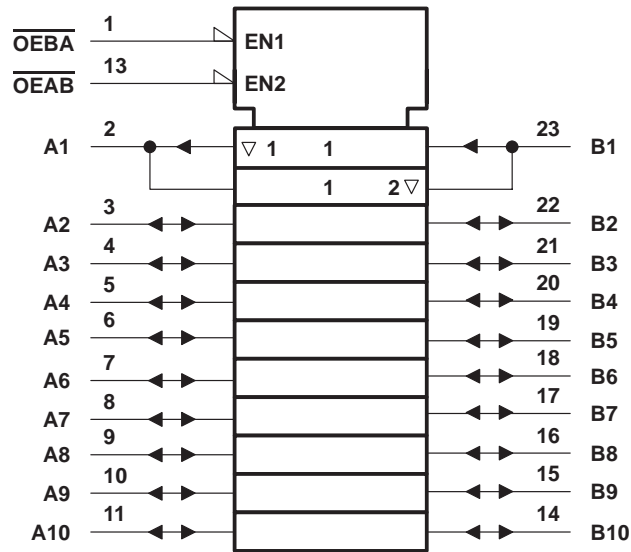 1
OEBA
EN1
13
OEAB
EN2
2
23
A1
▽ 1 1
B1
1 2 ▽
3
22
A2
B2
4
21
A3
B3
5
20
A4
B4
6
19
A5
B5
7
18
A6
B6
8
17
A7
B7
9
16
A8
B8
10
15
A9
B9
11
14
A10
B10